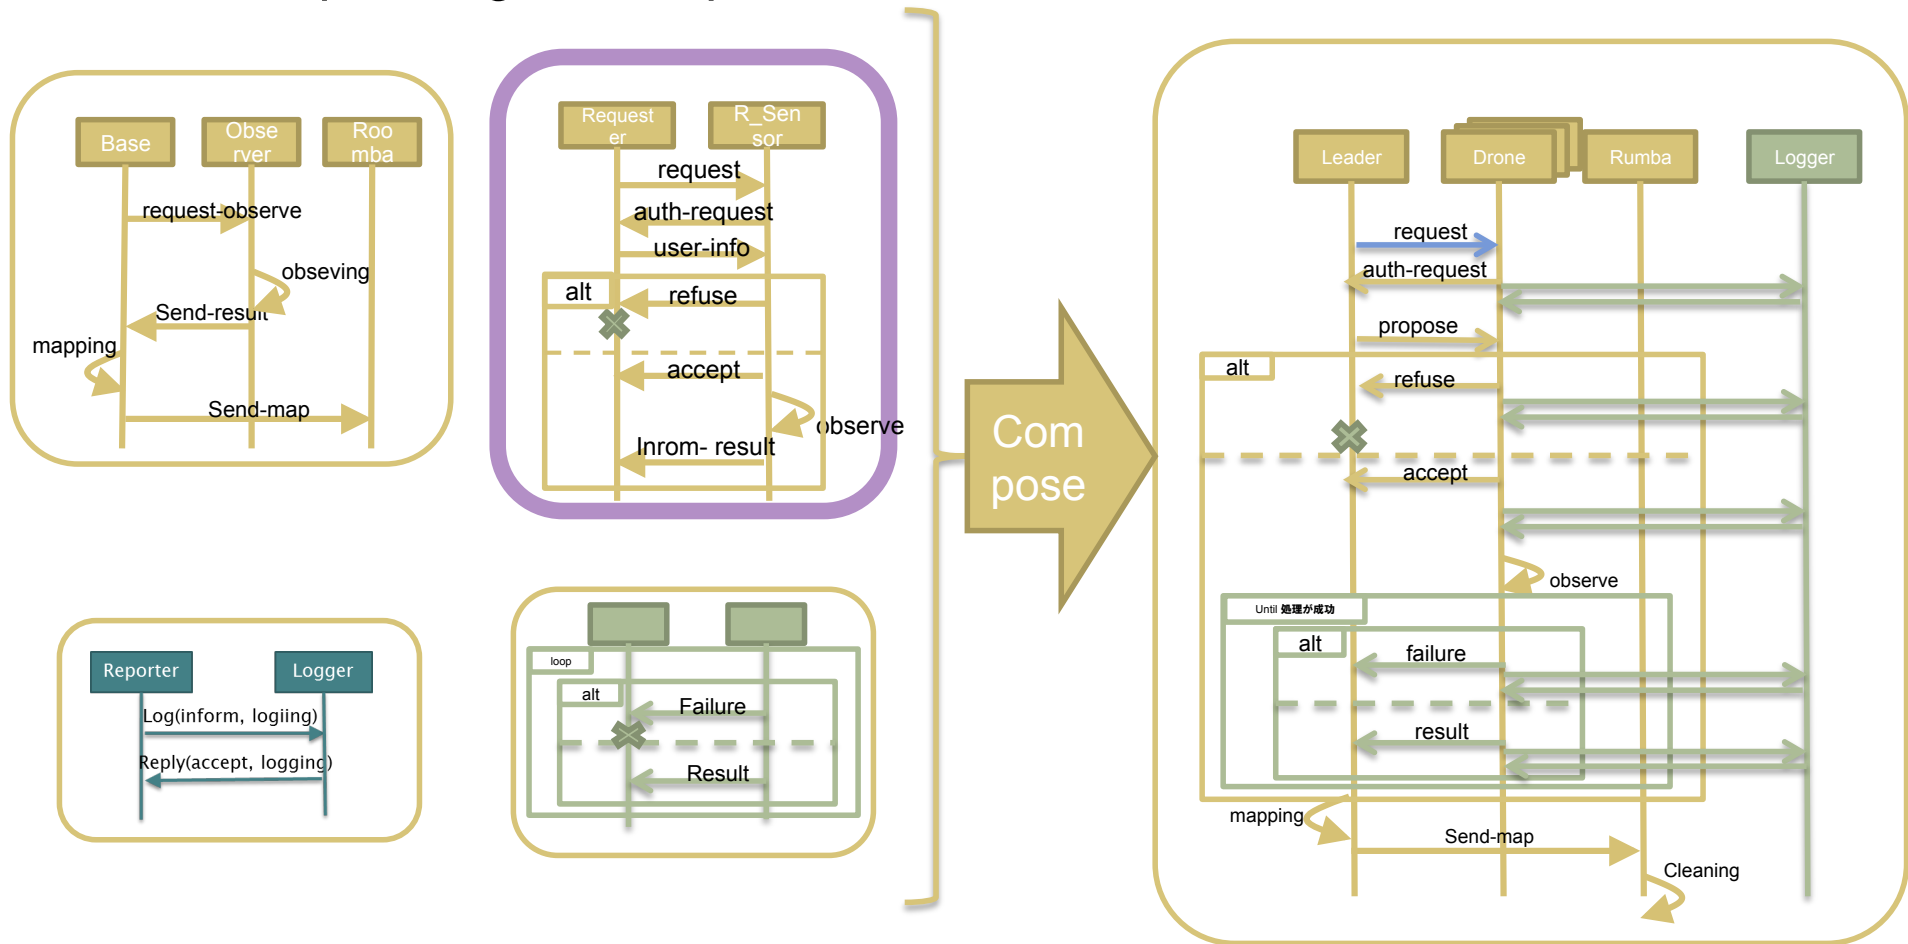 Base
Obse
rver
Roo
mba
request-observe
obseving
Send-result
mapping
Send-map
Request
er
R_Sen
sor
request
auth-request
user-info
alt
refuse
accept
observe
Inrom- result
Reporter
Logger
Log(inform, logiing)
Reply(accept, logging)
loop
alt
Failure
Result
Com
pose
Leader
Drone
Rumba
Logger
request
auth-request
propose
alt
refuse
accept
observe
Until 処理が成功
alt
failure
result
mapping
Send-map
Cleaning